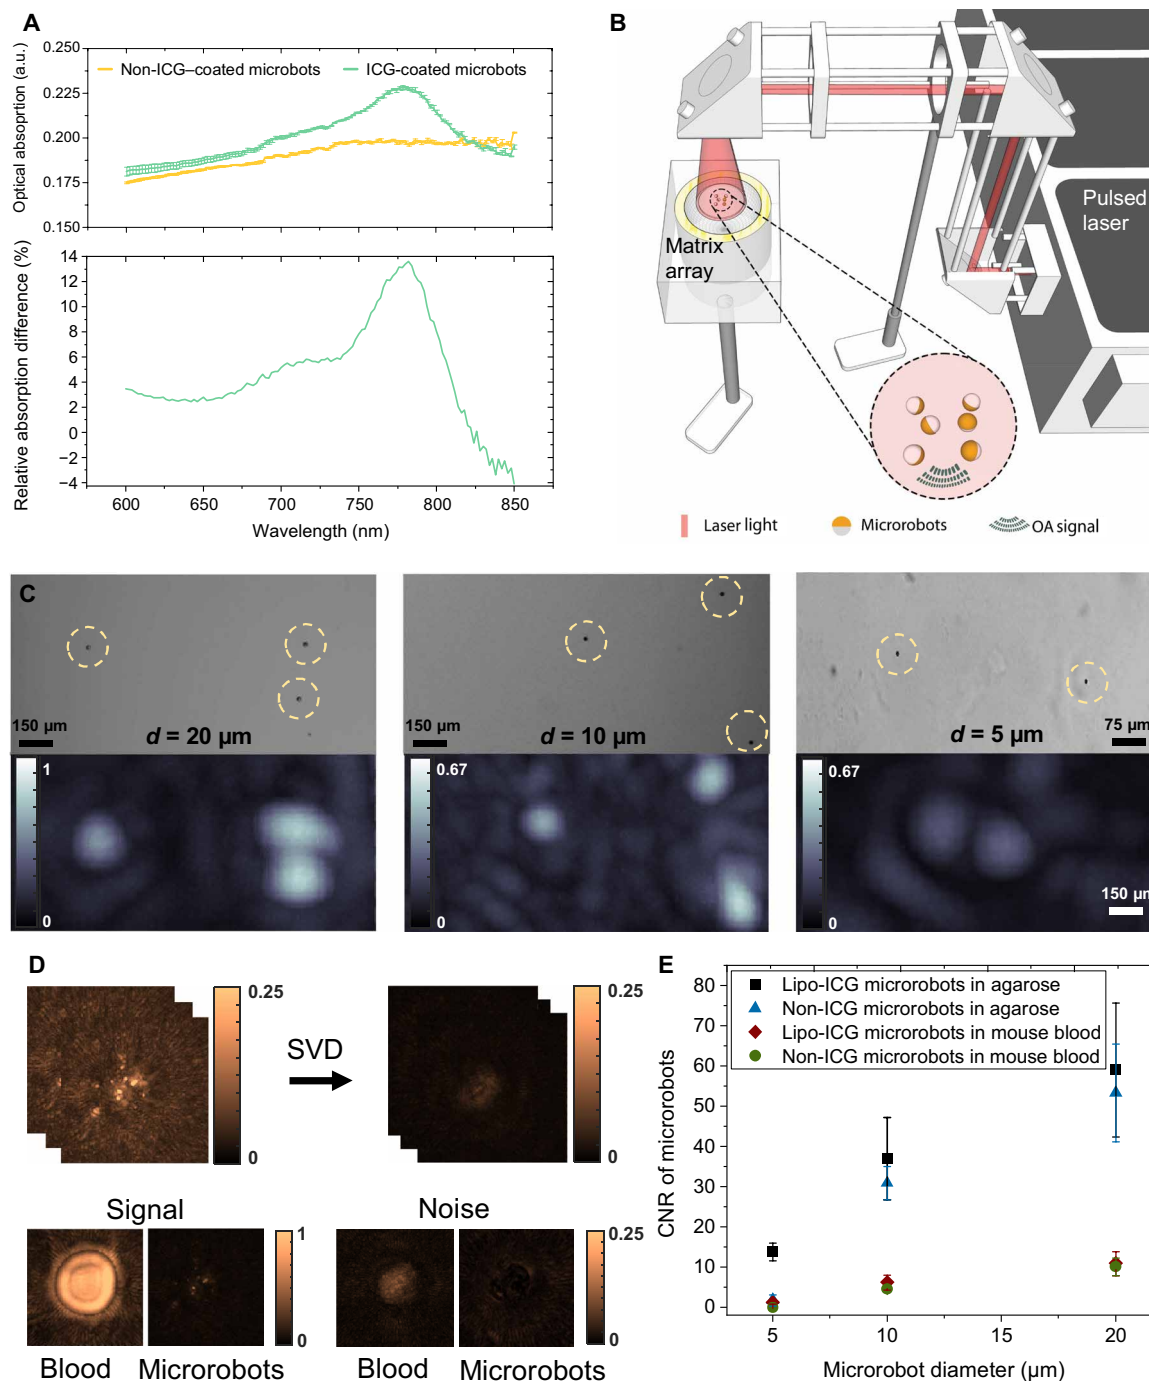 A
0.250
0.225
0.200
0.175
0.150
Optical absorption (a.u.)
Non-ICG–coated microbots
ICG-coated microbots
14
12
10
8
6
4
2
0
−2
−4
Relative absorption difference (%)
600 650 700 750 800 850
Wavelength (nm)
B
Matrix
array
Pulsed
laser
Laser light
Microrobots
OA signal
C
150 µm
d = 20 µm
150 µm
d = 10 µm
d = 5 µm
75 µm
1
0
0.67
0
0.67
0
150 µm
D
0.25
0
SVD
0.25
0
Signal
Noise
1
0
0.25
0
Blood
Microrobots
Blood
Microrobots
E
80
70
60
50
40
30
20
10
0
CNR of microrobots
Lipo-ICG microrobots in agarose
Non-ICG microrobots in agarose
Lipo-ICG microrobots in mouse blood
Non-ICG microrobots in mouse blood
5 10 15 20
Microrobot diameter (µm)